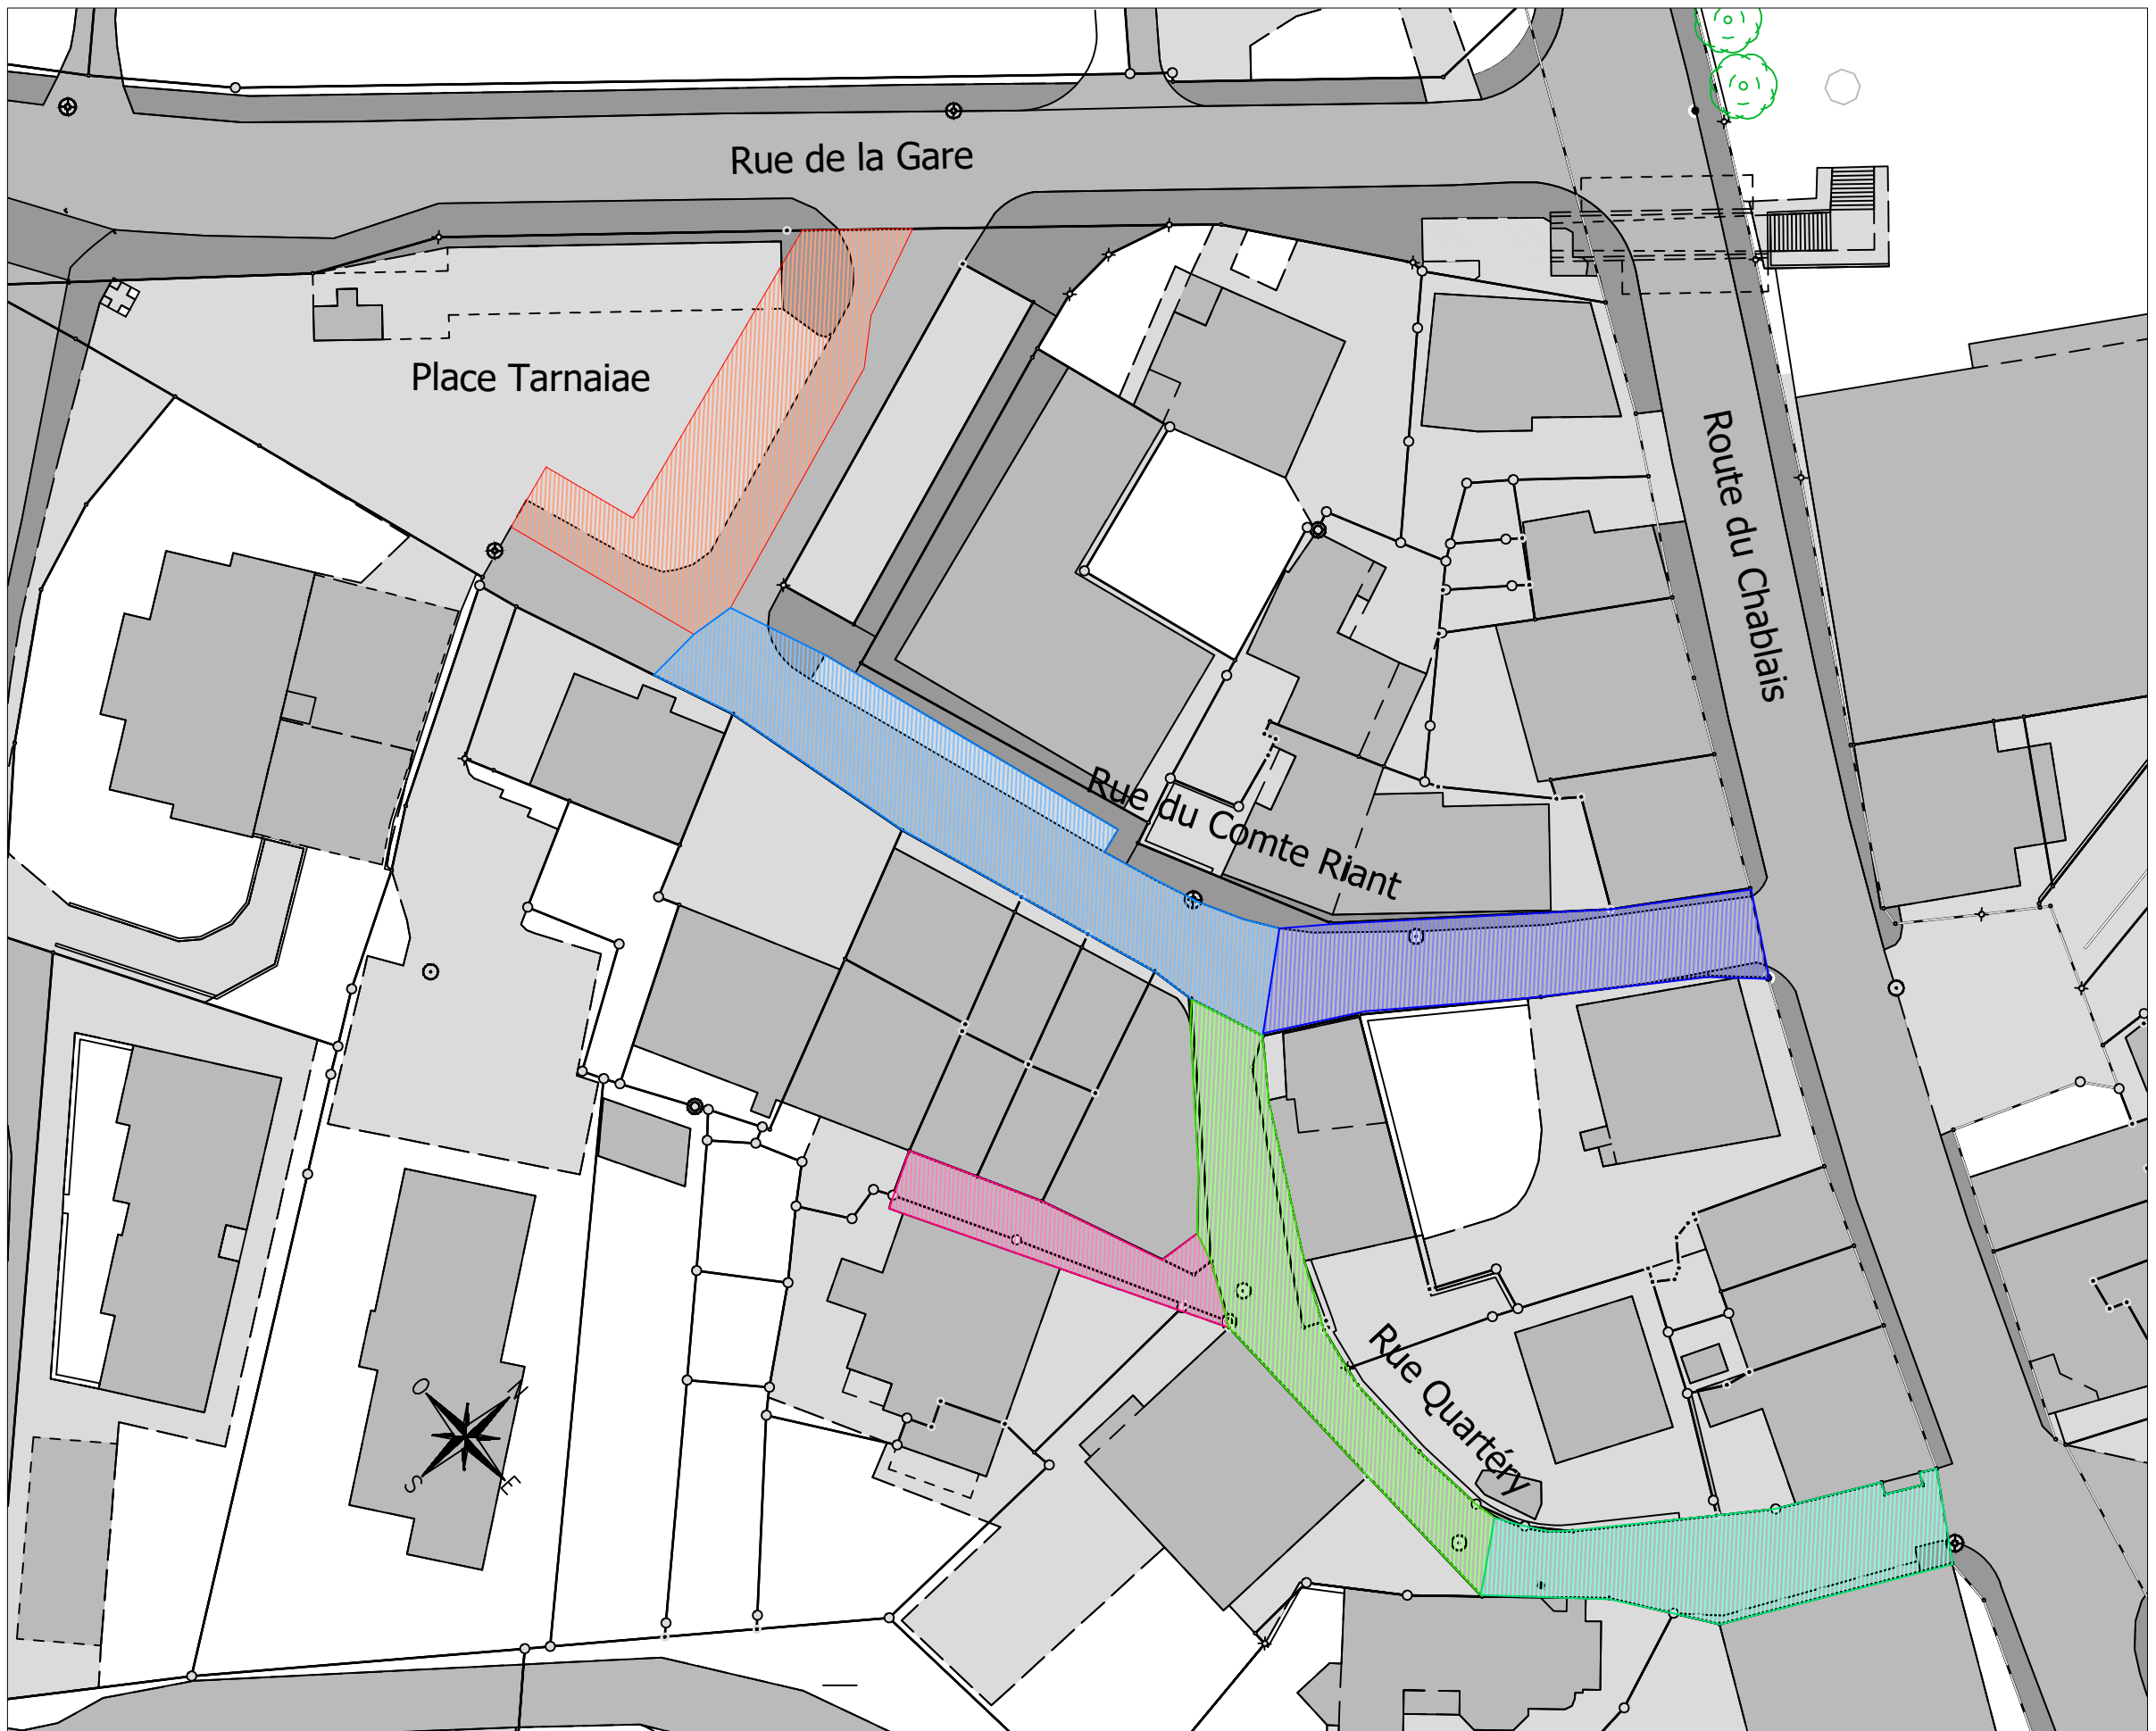 Rue de la Gare
Place Tarnaiae
Route du Chablais
Rue du Comte Riant
Rue Quartéry
O
N
S
E